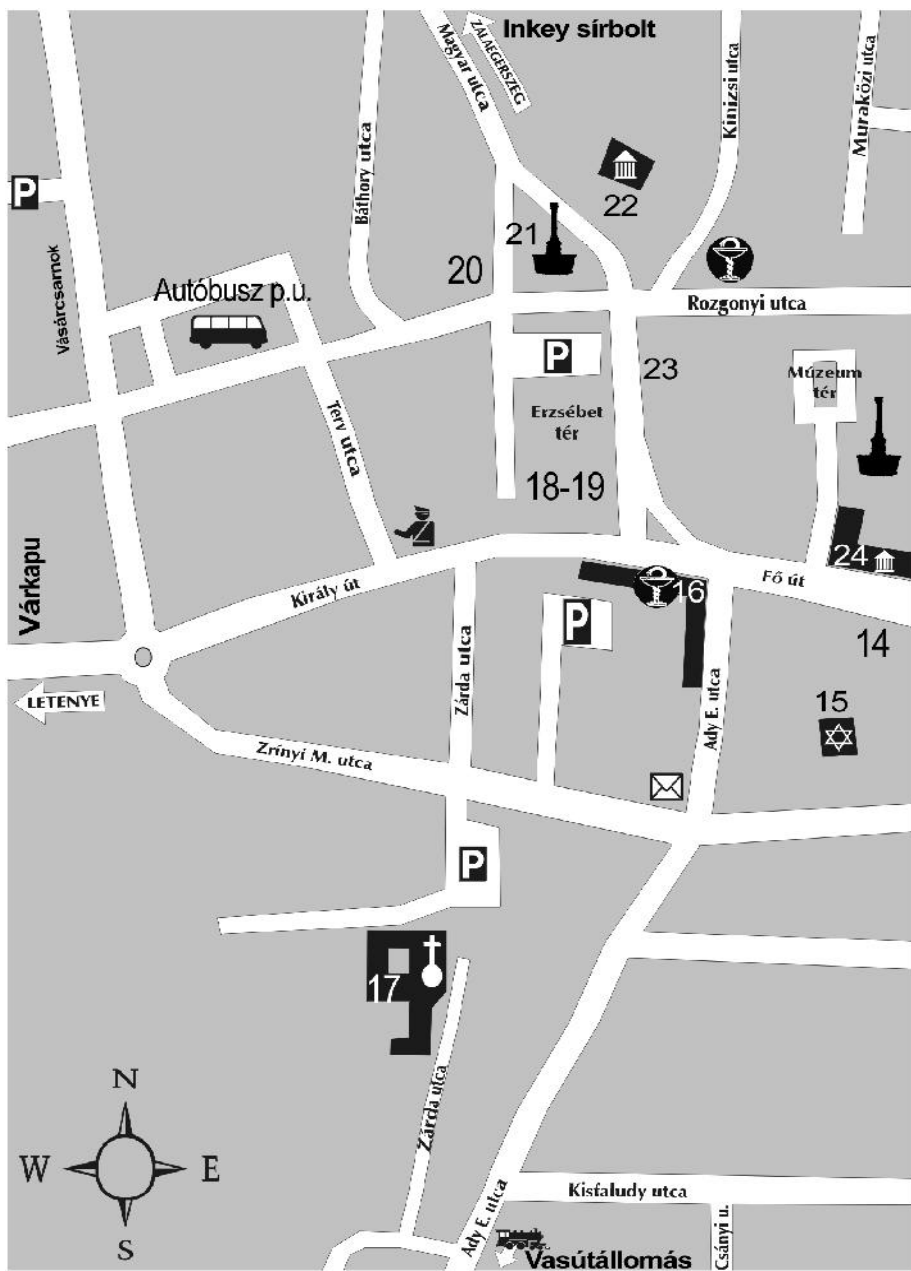 Inkey sírbolt
ZALAEGERSZEG
Magyar utca
Kinizsi utca
Muraközi utca
Báthory utca
P
22
21
20
Vásárcsarnok
Autóbusz p.u.
Rozgonyi utca
P
23
Múzeum
tér
Erzsébet
tér
Terv utca
18-19
24
Várkapu
Király út
Fő út
16
P
14
Zárda utca
Ady E. utca
15
LETENYE
Zrínyi M. utca
P
17
Zárda utca
N
W
E
S
Kisfaludy utca
Ady E. utca
Csányi u.
Vasútállomás